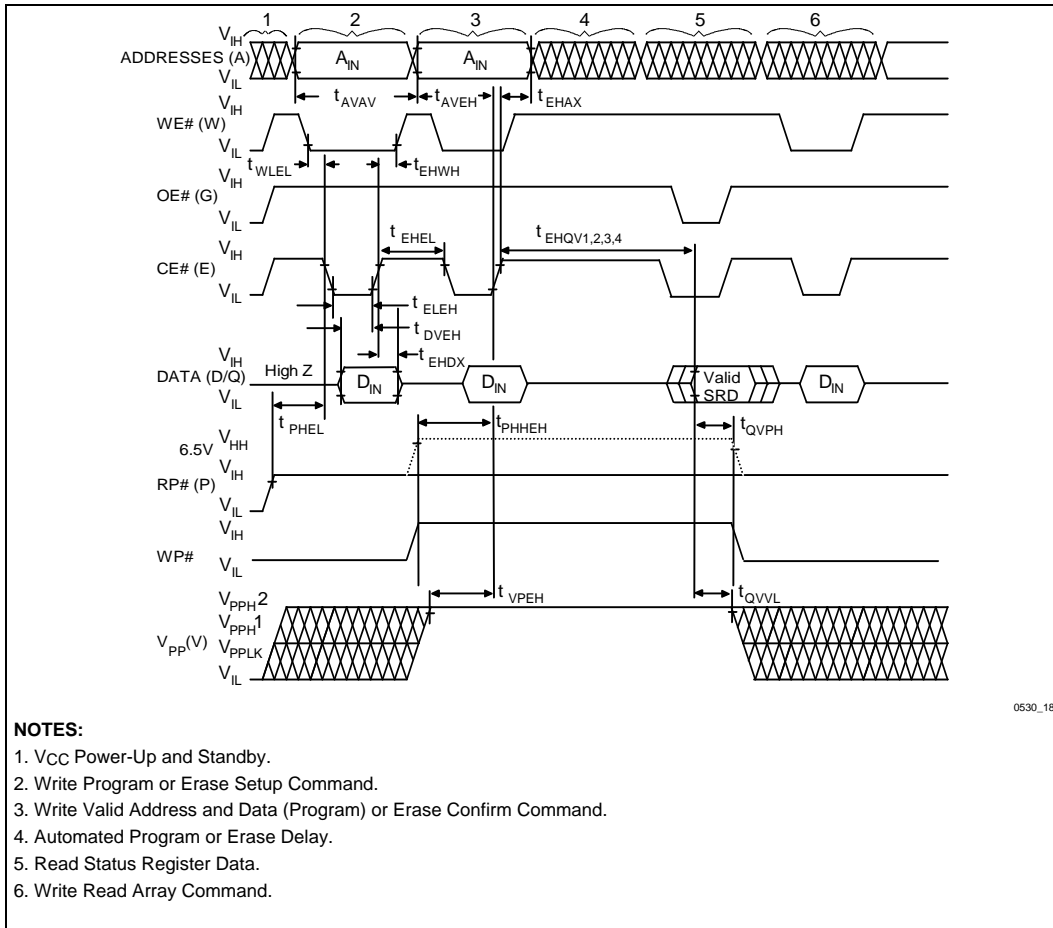 1 2 3 4 5 6
VIH
ADDRESSES (A) AIN AIN
VIL
tAVAV tAVEH tEHAX
VIH
WE# (W)
VIL
tWLEL tEHWH
VIH
OE# (G)
VIL
tEHEL tEHQV1,2,3,4
VIH
CE# (E)
VIL
tELEH
tDVEH
tEHDX
VIH
DATA (D/Q) High Z DIN DIN Valid SRD DIN
VIL
tPHEL tPHHEH tQVPH
6.5V VHH
VIH
RP# (P)
VIL
VIH
WP#
VIL
tVPEH tQVVL
VPPH2
VPPH1
VPP(V) VPPLK
VIL
0530_18
NOTES:
1. VCC Power-Up and Standby.
2. Write Program or Erase Setup Command.
3. Write Valid Address and Data (Program) or Erase Confirm Command.
4. Automated Program or Erase Delay.
5. Read Status Register Data.
6. Write Read Array Command.